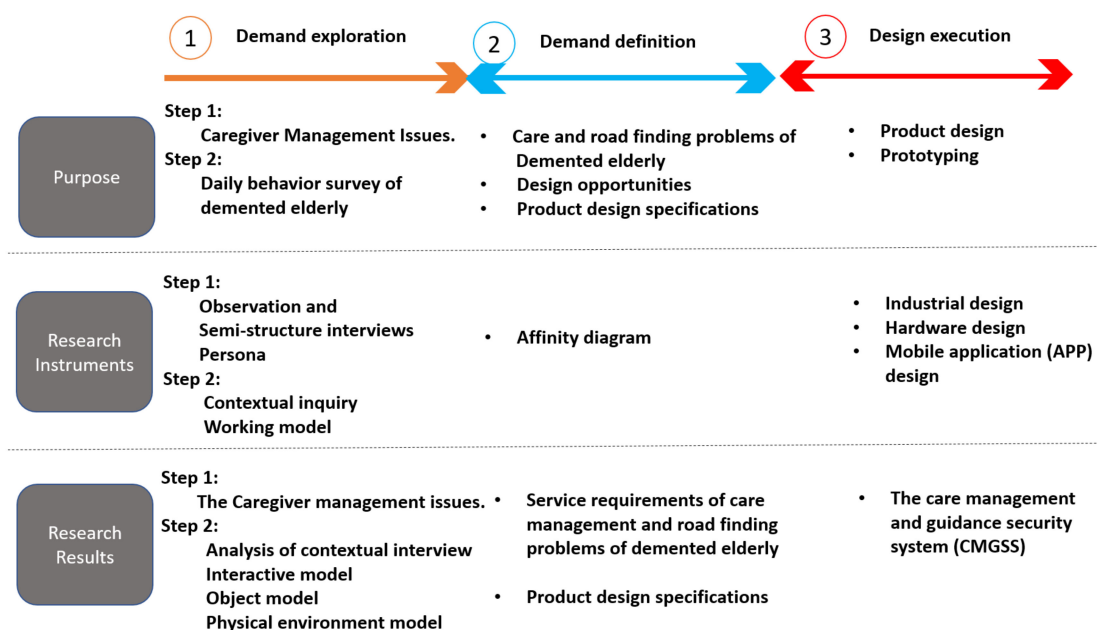 1 Demand exploration
2 Demand definition
3 Design execution
Purpose
Step 1:
Caregiver Management Issues.
Step 2:
Daily behavior survey of
demented elderly
• Care and road finding problems of
Demented elderly
• Design opportunities
• Product design specifications
• Product design
• Prototyping
Research
Instruments
Step 1:
Observation and
Semi-structure interviews
Persona
Step 2:
Contextual inquiry
Working model
• Affinity diagram
• Industrial design
• Hardware design
• Mobile application (APP)
design
Research
Results
Step 1:
The Caregiver management issues.
Step 2:
Analysis of contextual interview
Interactive model
Object model
Physical environment model
• Service requirements of care
management and road finding
problems of demented elderly
• Product design specifications
• The care management
and guidance security
system (CMGSS)